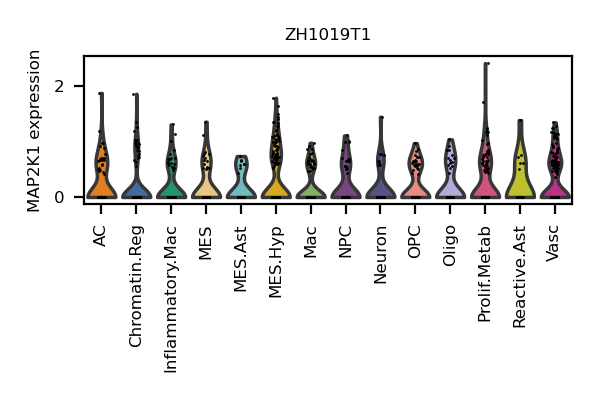 ZH1019T1
MAP2K1 expression
2
0
AC
Chromatin.Reg
Inflammatory.Mac
MES
MES.Ast
MES.Hyp
Mac
NPC
Neuron
OPC
Oligo
Prolif.Metab
Reactive.Ast
Vasc